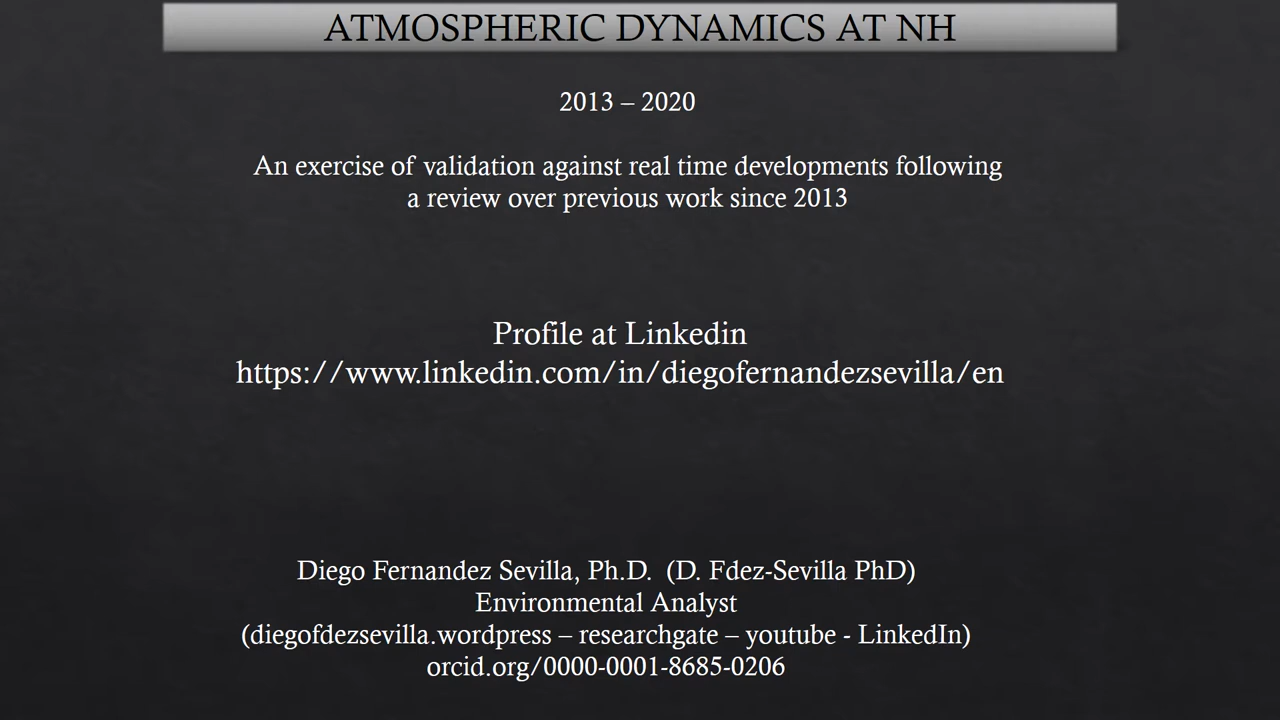 ATMOSPHERIC DYNAMICS AT NH
2013 – 2020
An exercise of validation against real time developments following
a review over previous work since 2013
Profile at Linkedin
https://www.linkedin.com/in/diegofernandezsevilla/en
Diego Fernandez Sevilla, Ph.D. (D. Fdez-Sevilla PhD)
Environmental Analyst
(diegofdezsevilla.wordpress – researchgate – youtube - LinkedIn)
orcid.org/0000-0001-8685-0206